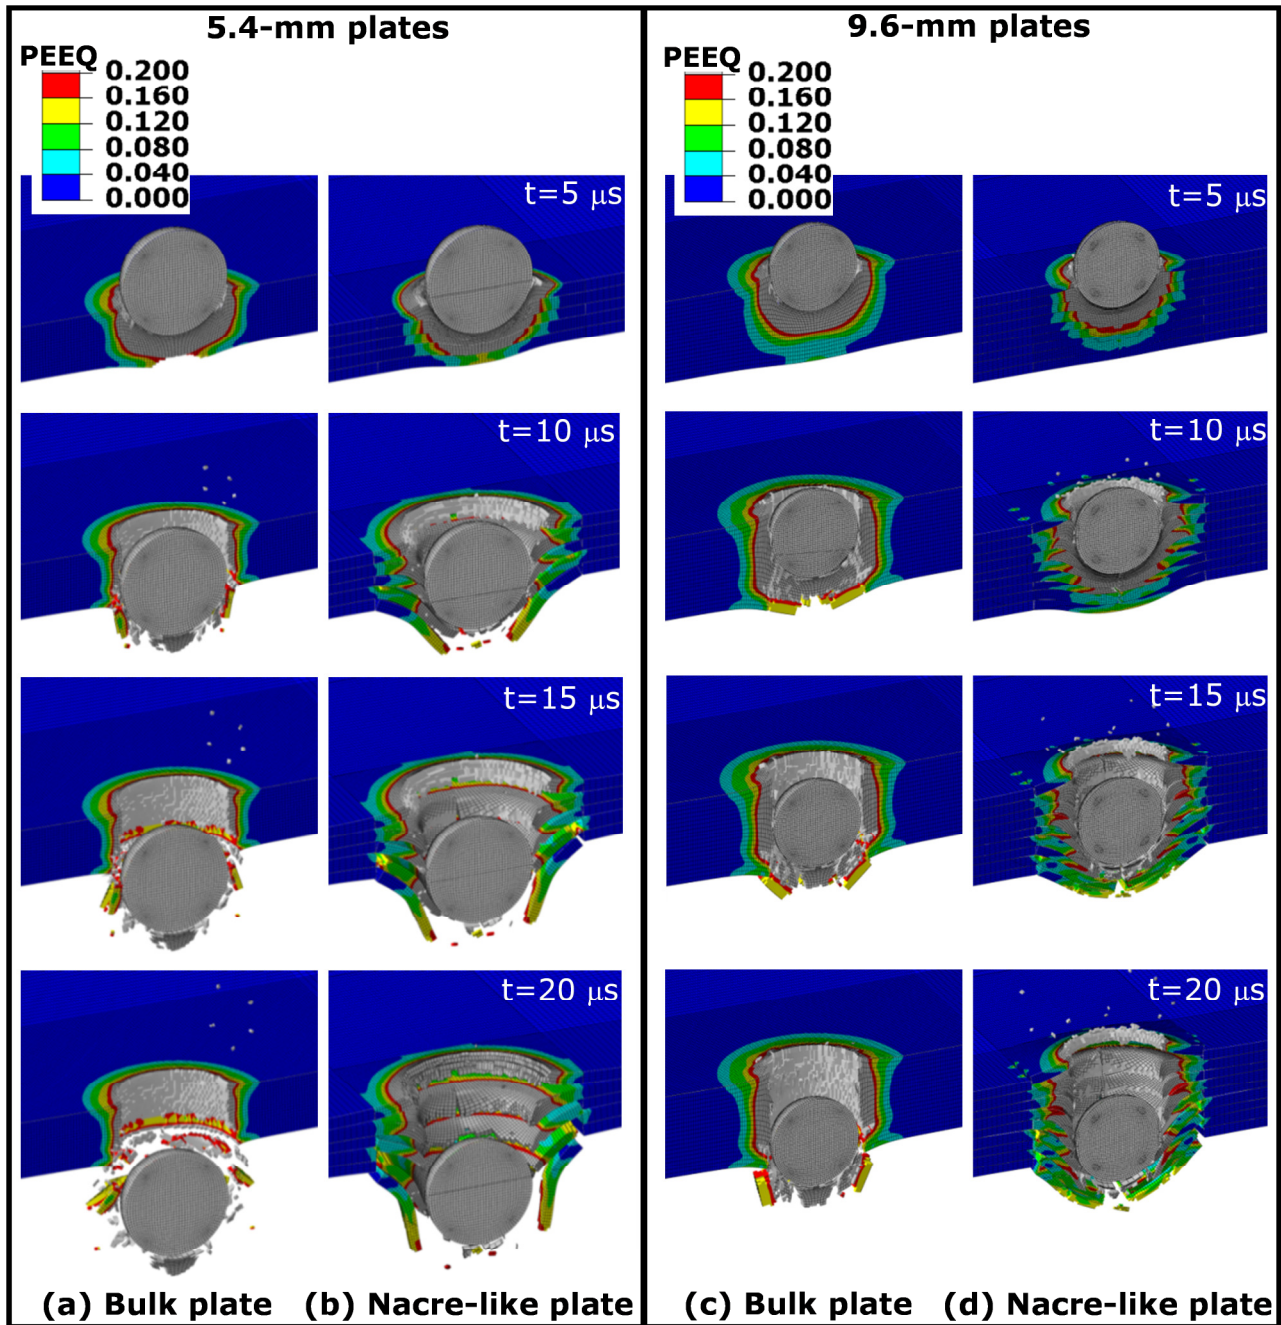 5.4-mm plates
PEEQ
0.200
0.160
0.120
0.080
0.040
0.000
t=5 μs
t=10 μs
t=15 μs
t=20 μs
(a) Bulk plate
(b) Nacre-like plate
9.6-mm plates
PEEQ
0.200
0.160
0.120
0.080
0.040
0.000
t=5 μs
t=10 μs
t=15 μs
t=20 μs
(c) Bulk plate
(d) Nacre-like plate